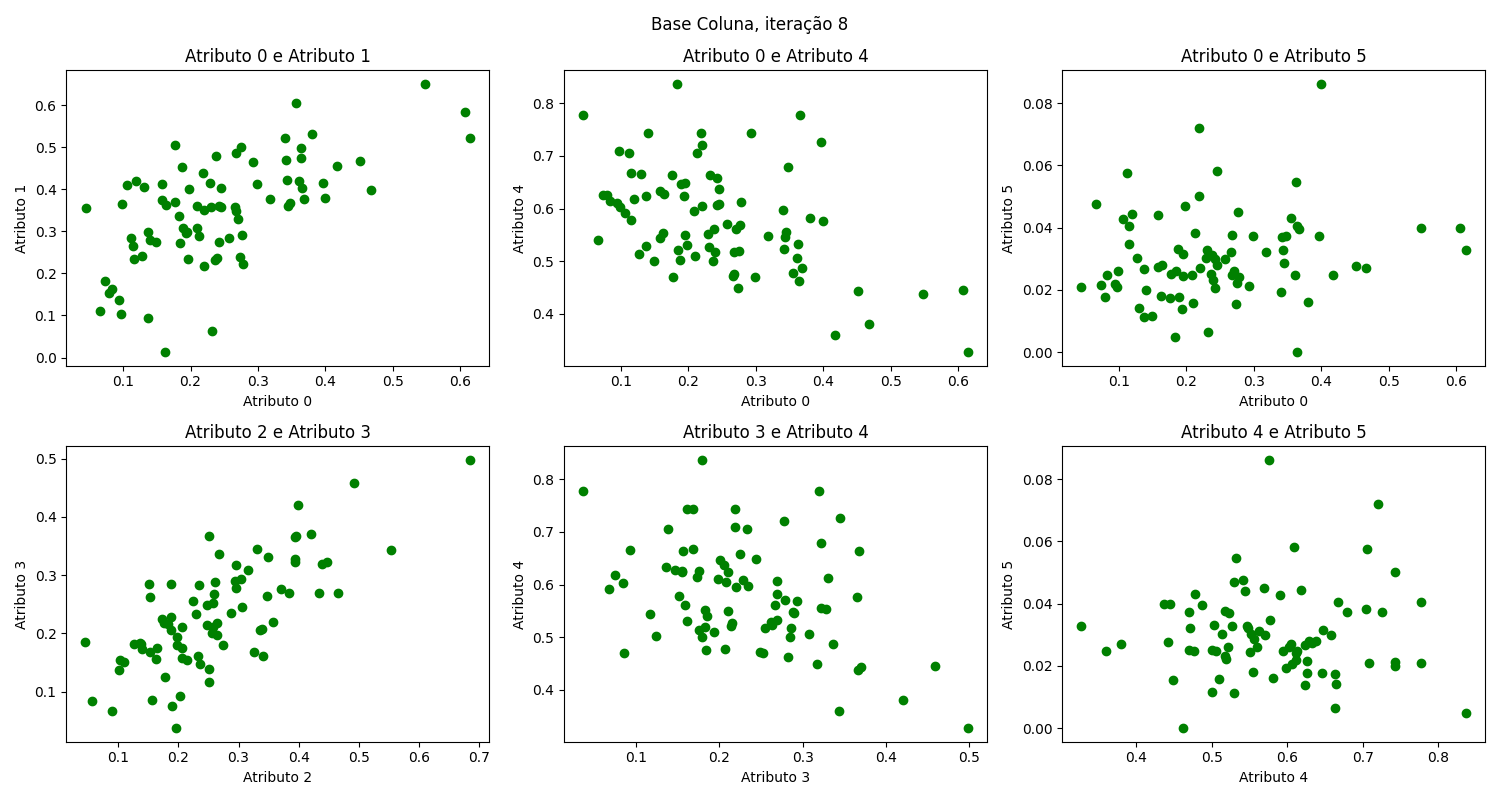 Base Coluna, iteração 8
Atributo 0 e Atributo 1
Atributo 1
0.6
0.5
0.4
0.3
0.2
0.1
0.0
0.1 0.2 0.3 0.4 0.5 0.6
Atributo 0
Atributo 0 e Atributo 4
Atributo 4
0.8
0.7
0.6
0.5
0.4
0.1 0.2 0.3 0.4 0.5 0.6
Atributo 0
Atributo 0 e Atributo 5
Atributo 5
0.08
0.06
0.04
0.02
0.00
0.1 0.2 0.3 0.4 0.5 0.6
Atributo 0
Atributo 2 e Atributo 3
Atributo 3
0.5
0.4
0.3
0.2
0.1
0.1 0.2 0.3 0.4 0.5 0.6 0.7
Atributo 2
Atributo 3 e Atributo 4
Atributo 4
0.8
0.7
0.6
0.5
0.4
0.1 0.2 0.3 0.4 0.5
Atributo 3
Atributo 4 e Atributo 5
Atributo 5
0.08
0.06
0.04
0.02
0.00
0.4 0.5 0.6 0.7 0.8
Atributo 4